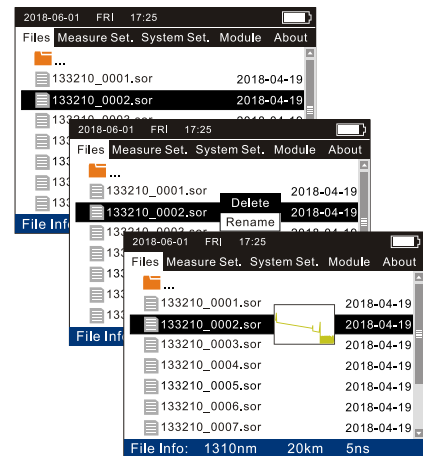 2018-06-01 FRI 17:25
Files Measure Set. System Set. Module About
...
133210_0001.sor 2018-04-19
133210_0002.sor 2018-04-19
File Info
2018-06-01 FRI 17:25
Files Measure Set. System Set. Module About
...
133210_0001.sor 2018-04-19
Delete
133210_0002.sor 2018-04-19
Rename
File Info
2018-06-01 FRI 17:25
Files Measure Set. System Set. Module About
...
133210_0001.sor 2018-04-19
133210_0002.sor 2018-04-19
133210_0003.sor 2018-04-19
133210_0004.sor 2018-04-19
133210_0005.sor 2018-04-19
133210_0006.sor 2018-04-19
133210_0007.sor 2018-04-19
File Info: 1310nm 20km 5ns